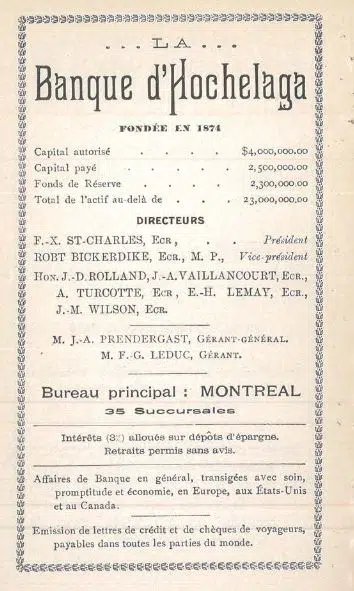 ... LA ...
Banque d'Hochelaga
FONDÉE EN 1874
Capital autorisé . . . . $4,000,000.00
Capital payé . . . . . 2,500,000.00
Fonds de Réserve . . . . 2,300,000.00
Total de l'actif au-delà de . . . 23,000,000.00
DIRECTEURS
F.-X. ST-CHARLES, ECR, . . Président
ROBT BICKERDIKE, ECR, M. P., Vice-président
HON. J.-D. ROLLAND, J.-A. VAILLANCOURT, ECR.,
A. TURCOTTE, ECR, E.-H. LEMAY, ECR.,
J.-M. WILSON, ECR.
M. J.-A. PRENDERGAST, GÉRANT-GÉNÉRAL.
M. F.-G. LEDUC, GÉRANT.
Bureau principal : MONTREAL
35 Succursales
Intérêts (3%) alloués sur dépôts d'épargne.
Retraits permis sans avis.
Affaires de Banque en général, transigées avec soin,
promptitude et économie, en Europe, aux États-Unis
et au Canada.
Emission de lettres de crédit et de chèques de voyageurs,
payables dans toutes les parties du monde.